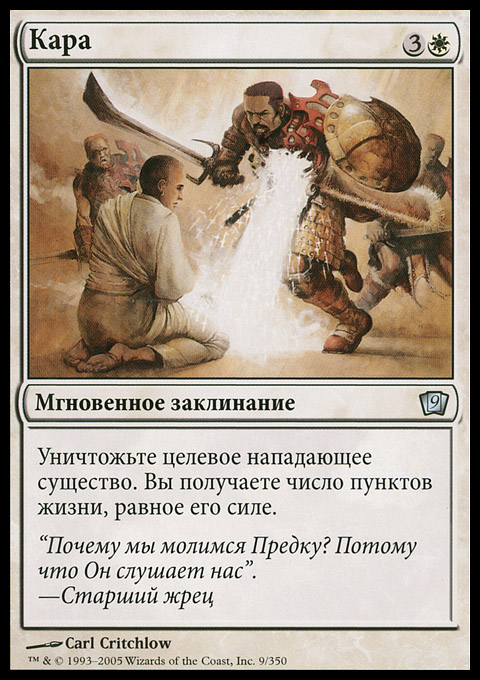 Кара
3
Мгновенное заклинание
9
Уничтожьте целевое нападающее
существо. Вы получаете число пунктов
жизни, равное его силе.
“Почему мы молимся Предку? Потому
что Он слушает нас”.
—Старший жрец
Carl Critchlow
™ & © 1993–2005 Wizards of the Coast, Inc. 9/350